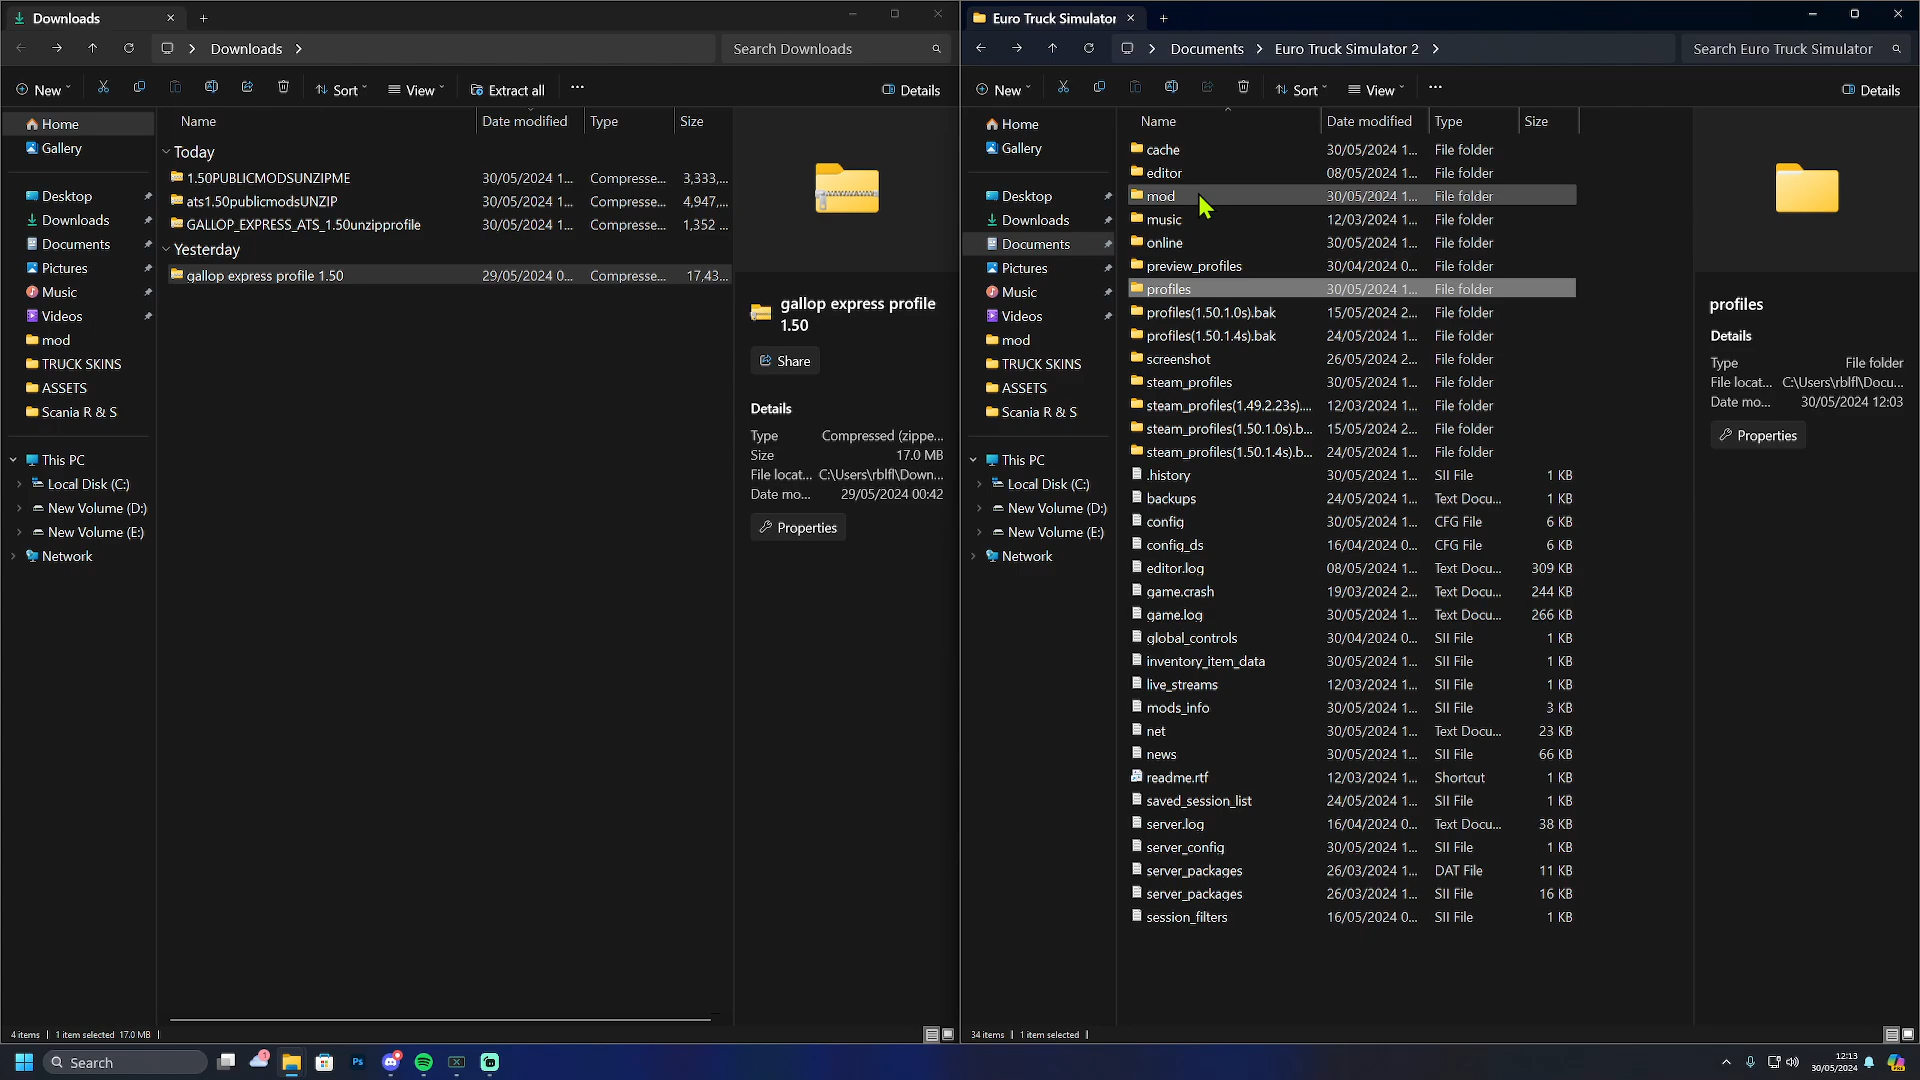 Downloads
Downloads
Search Downloads
New
Sort
View
Extract all
Details
Home
Gallery
Desktop
Downloads
Documents
Pictures
Music
Videos
mod
TRUCK SKINS
ASSETS
Scania R & S
This PC
Local Disk (C:)
New Volume (D:)
New Volume (E:)
Network
Name Date modified Type Size
Today
1.50PUBLICMODSUNZIPME 30/05/2024 1... Compresse... 3,333,...
ats1.50publicmodsUNZIP 30/05/2024 1... Compresse... 4,947,...
GALLOP_EXPRESS_ATS_1.50unzipprofile 30/05/2024 1... Compresse... 1,352 ...
Yesterday
gallop express profile 1.50 29/05/2024 0... Compresse... 17,43...
gallop express profile
1.50
Share
Details
Type Compressed (zippe...
Size 17.0 MB
File locat... C:\Users\rblfl\Down...
Date mo... 29/05/2024 00:42
Properties
4 items 1 item selected 17.0 MB
Euro Truck Simulator
Documents Euro Truck Simulator 2
Search Euro Truck Simulator
New
Sort
View
Details
Home
Gallery
Desktop
Downloads
Documents
Pictures
Music
Videos
mod
TRUCK SKINS
ASSETS
Scania R & S
This PC
Local Disk (C:)
New Volume (D:)
New Volume (E:)
Network
Name Date modified Type Size
cache 30/05/2024 1... File folder
editor 08/05/2024 1... File folder
mod 30/05/2024 1... File folder
music 12/03/2024 1... File folder
online 30/05/2024 1... File folder
preview_profiles 30/04/2024 0... File folder
profiles 30/05/2024 1... File folder
profiles(1.50.1.0s).bak 15/05/2024 2... File folder
profiles(1.50.1.4s).bak 24/05/2024 1... File folder
screenshot 26/05/2024 2... File folder
steam_profiles 30/05/2024 1... File folder
steam_profiles(1.49.2.23s).... 12/03/2024 1... File folder
steam_profiles(1.50.1.0s).b... 15/05/2024 2... File folder
steam_profiles(1.50.1.4s).b... 24/05/2024 1... File folder
.history 30/05/2024 1... SII File 1 KB
backups 24/05/2024 1... Text Docu... 1 KB
config 30/05/2024 1... CFG File 6 KB
config_ds 16/04/2024 0... CFG File 6 KB
editor.log 08/05/2024 1... Text Docu... 309 KB
game.crash 19/03/2024 2... Text Docu... 244 KB
game.log 30/05/2024 1... Text Docu... 266 KB
global_controls 30/04/2024 0... SII File 1 KB
inventory_item_data 30/05/2024 1... SII File 1 KB
live_streams 12/03/2024 1... SII File 1 KB
mods_info 30/05/2024 1... SII File 3 KB
net 30/05/2024 1... Text Docu... 23 KB
news 30/05/2024 1... SII File 66 KB
readme.rtf 12/03/2024 1... Shortcut 1 KB
saved_session_list 24/05/2024 1... SII File 1 KB
server.log 16/04/2024 0... Text Docu... 38 KB
server_config 30/05/2024 1... SII File 1 KB
server_packages 26/03/2024 1... DAT File 11 KB
server_packages 26/03/2024 1... SII File 16 KB
session_filters 16/05/2024 0... SII File 1 KB
profiles
Details
Type File folder
File locat... C:\Users\rblfl\Docu...
Date mo... 30/05/2024 12:03
Properties
34 items 1 item selected
Search
Ps
12:13
30/05/2024